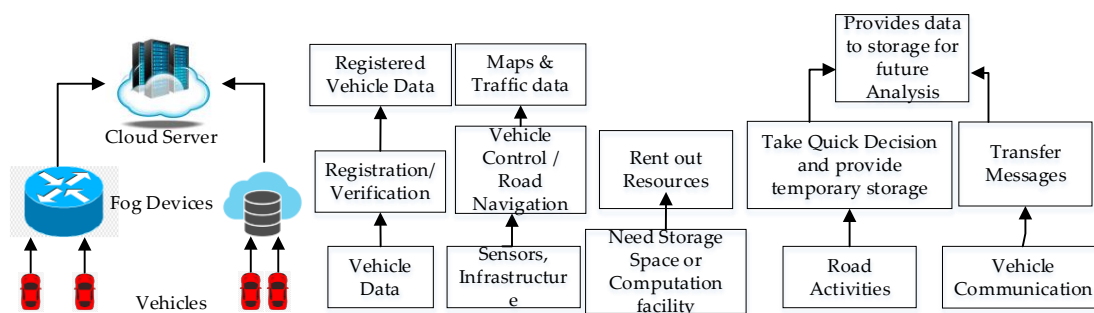 Cloud Server
Fog Devices
Vehicles
Registered
Vehicle Data
Registration/
Verification
Vehicle
Data
Maps &
Traffic data
Vehicle
Control /
Road
Navigation
Sensors,
Infrastructur
e
Rent out
Resources
Need Storage
Space or
Computation
facility
Provides data
to storage for
future
Analysis
Take Quick Decision
and provide
temporary storage
Road
Activities
Transfer
Messages
Vehicle
Communication